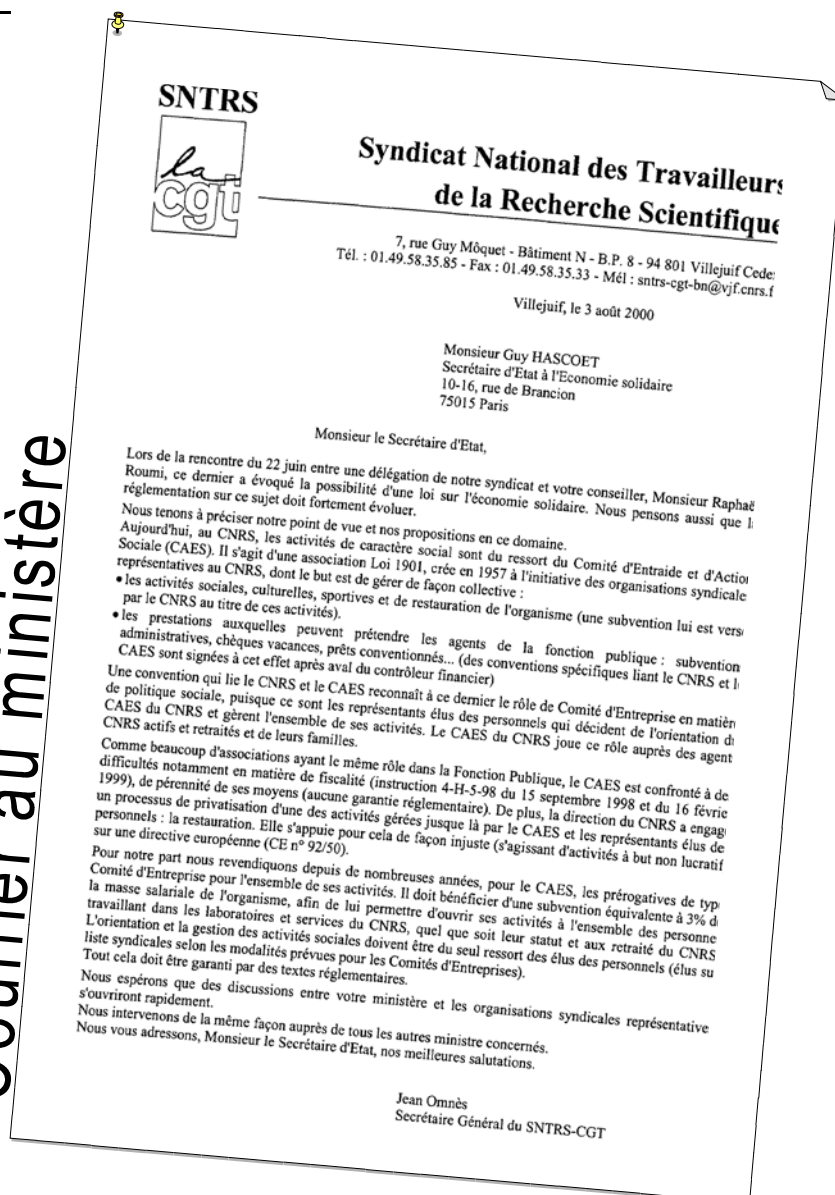 Courrier au ministère
SNTRS
la
cgt
Syndicat National des Travailleurs
de la Recherche Scientifique
7, rue Guy Môquet - Bâtiment N - B.P. 8 - 94 801 Villejuif Cede
Tél. : 01.49.58.35.85 - Fax : 01.49.58.35.33 - Mél : sntrs-cgt-bn@vjf.cnrs.f
Villejuif, le 3 août 2000
Monsieur Guy HASCOET
Secrétaire d'Etat à l'Economie solidaire
10-16, rue de Brancion
75015 Paris
Monsieur le Secrétaire d'Etat,
Lors de la rencontre du 22 juin entre une délégation de notre syndicat et votre conseiller, Monsieur Raphaë
Roumi, ce dernier a évoqué la possibilité d'une loi sur l'économie solidaire. Nous pensons aussi que l
réglementation sur ce sujet doit fortement évoluer.
Nous tenons à préciser notre point de vue et nos propositions en ce domaine.
Aujourd'hui, au CNRS, les activités de caractère social sont du ressort du Comité d'Entraide et d'Action
Sociale (CAES). Il s'agit d'une association Loi 1901, crée en 1957 à l'initiative des organisations syndicale
représentatives au CNRS, dont le but est de gérer de façon collective :
• les activités sociales, culturelles, sportives et de restauration de l'organisme (une subvention lui est vers
par le CNRS au titre de ces activités).
• les prestations auxquelles peuvent prétendre les agents de la fonction publique : subvention
administratives, chèques vacances, prêts conventionnés... (des conventions spécifiques liant le CNRS et l
CAES sont signées à cet effet après aval du contrôleur financier)
Une convention qui lie le CNRS et le CAES reconnaît à ce dernier le rôle de Comité d'Entreprise en matièr
de politique sociale, puisque ce sont les représentants élus des personnels qui décident de l'orientation d
CAES du CNRS et gèrent l'ensemble de ses activités. Le CAES du CNRS joue ce rôle auprès des agent
CNRS actifs et retraités et de leurs familles.
Comme beaucoup d'associations ayant le même rôle dans la Fonction Publique, le CAES est confronté à de
difficultés notamment en matière de fiscalité (instruction 4-H-5-98 du 15 septembre 1998 et du 16 févrie
1999), de pérennité de ses moyens (aucune garantie réglementaire). De plus, la direction du CNRS a engag
un processus de privatisation d'une des activités gérées jusque là par le CAES et les représentants élus de
personnels : la restauration. Elle s'appuie pour cela de façon injuste (s'agissant d'activités à but non lucratif
sur une directive européenne (CE n° 92/50).
Pour notre part nous revendiquons depuis de nombreuses années, pour le CAES, les prérogatives de typ
Comité d'Entreprise pour l'ensemble de ses activités. Il doit bénéficier d'une subvention équivalente à 3% d
la masse salariale de l'organisme, afin de lui permettre d'ouvrir ses activités à l'ensemble des personne
travaillant dans les laboratoires et services du CNRS, quel que soit leur statut et aux retraité du CNRS
L'orientation et la gestion des activités sociales doivent être du seul ressort des élus des personnels (élus su
liste syndicales selon les modalités prévues pour les Comités d'Entreprises).
Tout cela doit être garanti par des textes réglementaires.
Nous espérons que des discussions entre votre ministère et les organisations syndicales représentative
s'ouvriront rapidement.
Nous intervenons de la même façon auprès de tous les autres ministre concernés.
Nous vous adressons, Monsieur le Secrétaire d'Etat, nos meilleures salutations.
Jean Omnès
Secrétaire Général du SNTRS-CGT